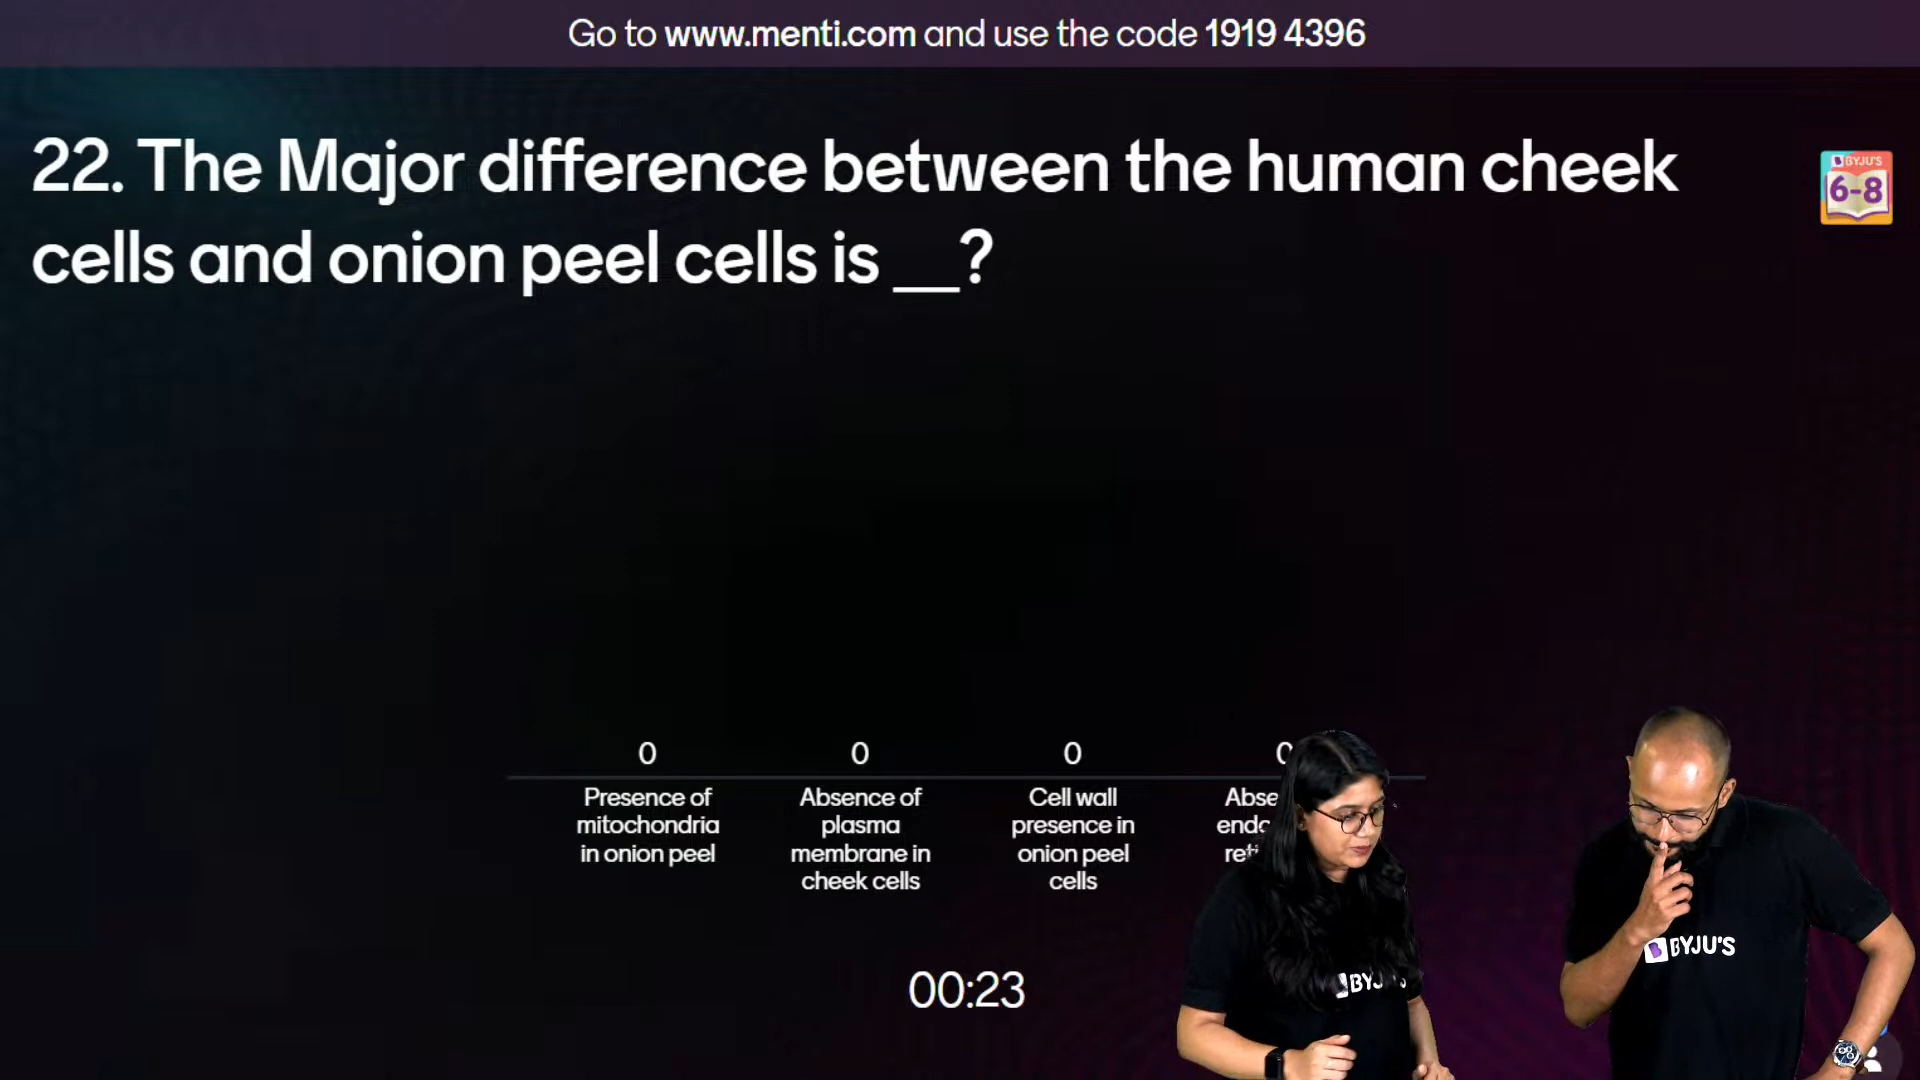 Go to www.menti.com and use the code 1919 4396
22. The Major difference between the human cheek
cells and onion peel cells is __?
BYJU'S
6-8
0
0
0
Presence of
mitochondria
in onion peel
Absence of
plasma
membrane in
cheek cells
Cell wall
presence in
onion peel
cells
00:23
BYJU'S